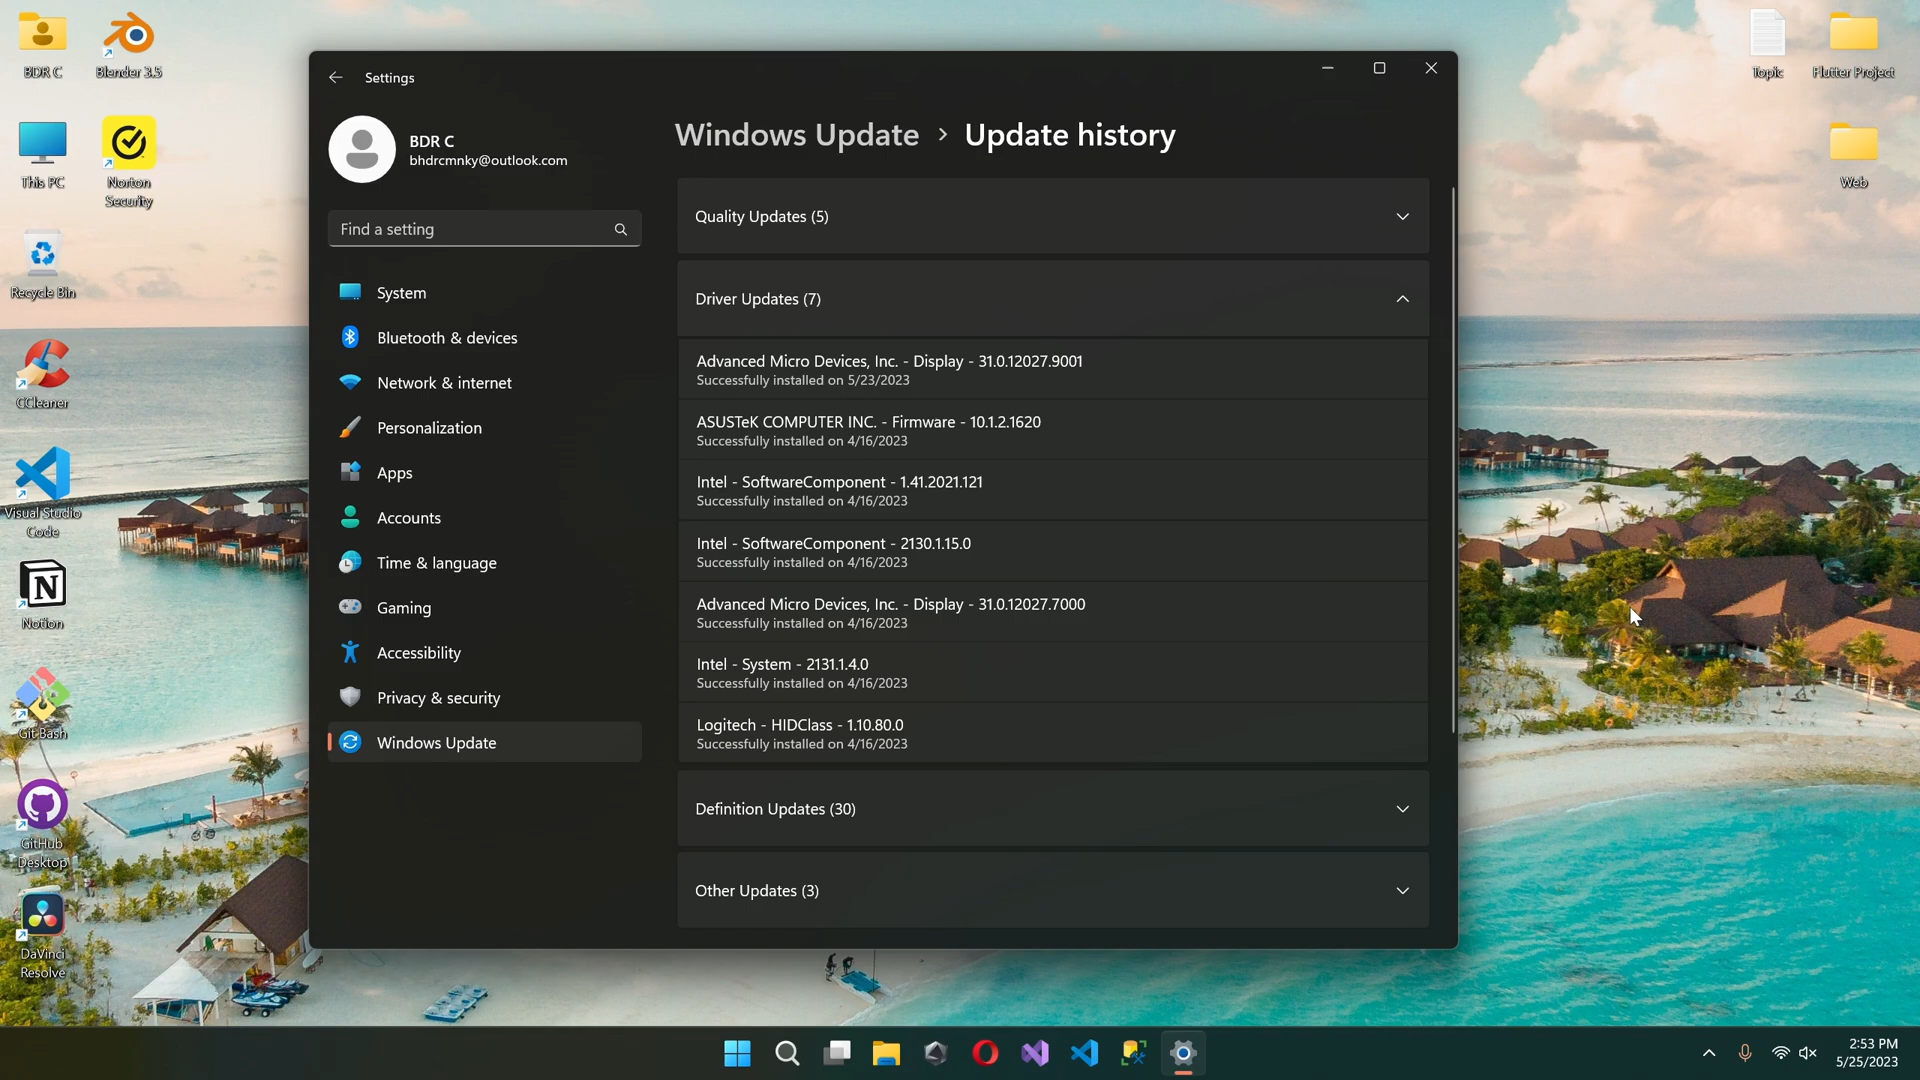 BDR C
Blender 3.5
This PC
Norton
Security
Recycle Bin
CCleaner
Visual Studio
Code
Notion
Git Bash
GitHub
Desktop
DaVinci
Resolve
Topic
Flutter Project
Web
Settings
BDR C
bhdrcmnky@outlook.com
Find a setting
System
Bluetooth & devices
Network & internet
Personalization
Apps
Accounts
Time & language
Gaming
Accessibility
Privacy & security
Windows Update
Windows Update > Update history
Quality Updates (5)
Driver Updates (7)
Advanced Micro Devices, Inc. - Display - 31.0.12027.9001
Successfully installed on 5/23/2023
ASUSTeK COMPUTER INC. - Firmware - 10.1.2.1620
Successfully installed on 4/16/2023
Intel - SoftwareComponent - 1.41.2021.121
Successfully installed on 4/16/2023
Intel - SoftwareComponent - 2130.1.15.0
Successfully installed on 4/16/2023
Advanced Micro Devices, Inc. - Display - 31.0.12027.7000
Successfully installed on 4/16/2023
Intel - System - 2131.1.4.0
Successfully installed on 4/16/2023
Logitech - HIDClass - 1.10.80.0
Successfully installed on 4/16/2023
Definition Updates (30)
Other Updates (3)
2:53 PM
5/25/2023